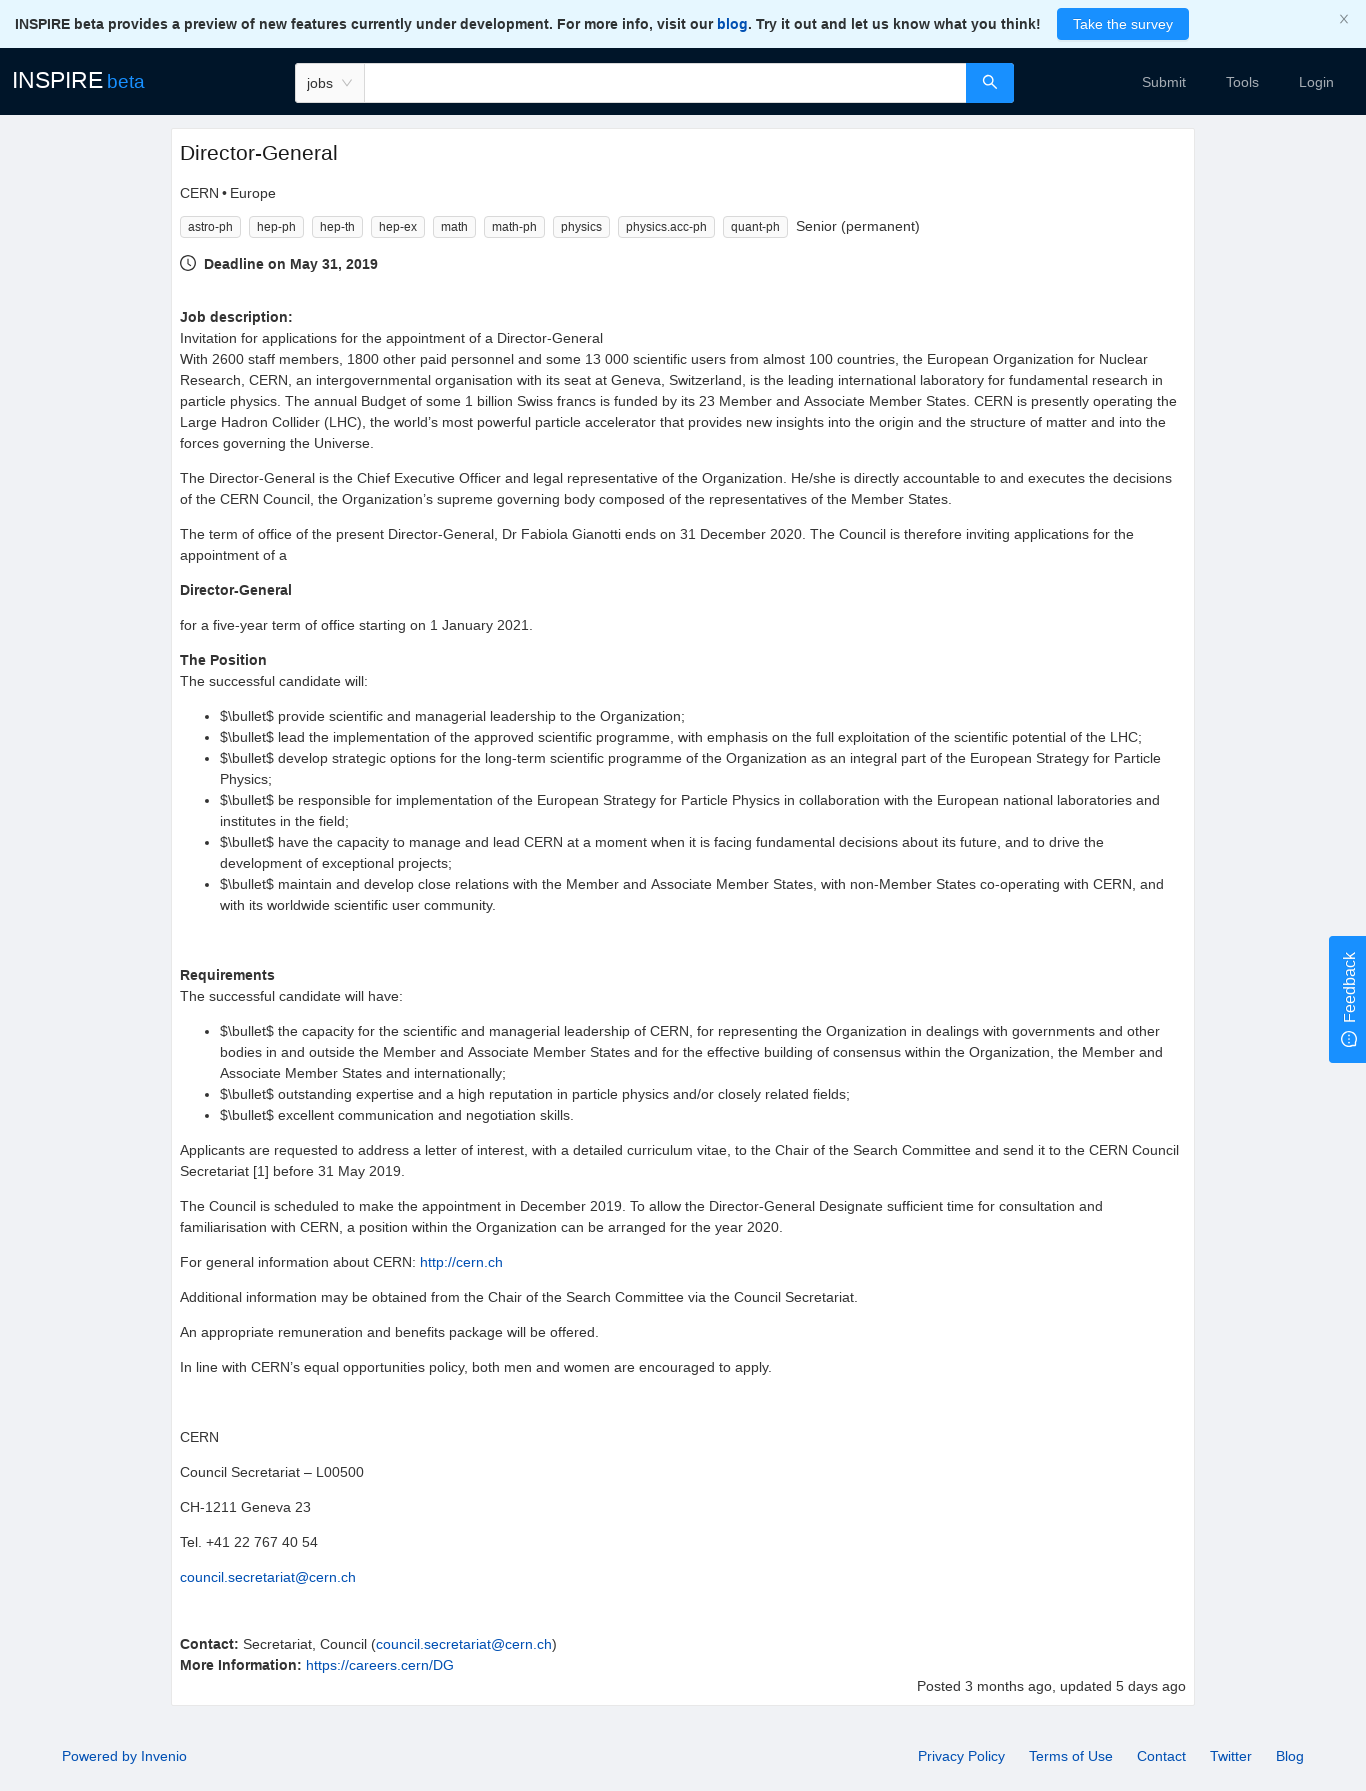 INSPIRE beta provides a preview of new features currently under development. For more info, visit our blog. Try it out and let us know what you think! Take the survey
INSPIRE beta jobs Submit Tools Login
Director-General
CERN • Europe
astro-ph hep-ph hep-th hep-ex math math-ph physics physics.acc-ph quant-ph Senior (permanent)
Deadline on May 31, 2019
Job description:
Invitation for applications for the appointment of a Director-General
With 2600 staff members, 1800 other paid personnel and some 13 000 scientific users from almost 100 countries, the European Organization for Nuclear
Research, CERN, an intergovernmental organisation with its seat at Geneva, Switzerland, is the leading international laboratory for fundamental research in
particle physics. The annual Budget of some 1 billion Swiss francs is funded by its 23 Member and Associate Member States. CERN is presently operating the
Large Hadron Collider (LHC), the world’s most powerful particle accelerator that provides new insights into the origin and the structure of matter and into the
forces governing the Universe.
The Director-General is the Chief Executive Officer and legal representative of the Organization. He/she is directly accountable to and executes the decisions
of the CERN Council, the Organization’s supreme governing body composed of the representatives of the Member States.
The term of office of the present Director-General, Dr Fabiola Gianotti ends on 31 December 2020. The Council is therefore inviting applications for the
appointment of a
Director-General
for a five-year term of office starting on 1 January 2021.
The Position
The successful candidate will:
• $\bullet$ provide scientific and managerial leadership to the Organization;
• $\bullet$ lead the implementation of the approved scientific programme, with emphasis on the full exploitation of the scientific potential of the LHC;
• $\bullet$ develop strategic options for the long-term scientific programme of the Organization as an integral part of the European Strategy for Particle
Physics;
• $\bullet$ be responsible for implementation of the European Strategy for Particle Physics in collaboration with the European national laboratories and
institutes in the field;
• $\bullet$ have the capacity to manage and lead CERN at a moment when it is facing fundamental decisions about its future, and to drive the
development of exceptional projects;
• $\bullet$ maintain and develop close relations with the Member and Associate Member States, with non-Member States co-operating with CERN, and
with its worldwide scientific user community.
Feedback
Requirements
The successful candidate will have:
• $\bullet$ the capacity for the scientific and managerial leadership of CERN, for representing the Organization in dealings with governments and other
bodies in and outside the Member and Associate Member States and for the effective building of consensus within the Organization, the Member and
Associate Member States and internationally;
• $\bullet$ outstanding expertise and a high reputation in particle physics and/or closely related fields;
• $\bullet$ excellent communication and negotiation skills.
Applicants are requested to address a letter of interest, with a detailed curriculum vitae, to the Chair of the Search Committee and send it to the CERN Council
Secretariat [1] before 31 May 2019.
The Council is scheduled to make the appointment in December 2019. To allow the Director-General Designate sufficient time for consultation and
familiarisation with CERN, a position within the Organization can be arranged for the year 2020.
For general information about CERN: http://cern.ch
Additional information may be obtained from the Chair of the Search Committee via the Council Secretariat.
An appropriate remuneration and benefits package will be offered.
In line with CERN’s equal opportunities policy, both men and women are encouraged to apply.
CERN
Council Secretariat – L00500
CH-1211 Geneva 23
Tel. +41 22 767 40 54
council.secretariat@cern.ch
Contact: Secretariat, Council (council.secretariat@cern.ch)
More Information: https://careers.cern/DG
Posted 3 months ago, updated 5 days ago
Powered by Invenio Privacy Policy Terms of Use Contact Twitter Blog